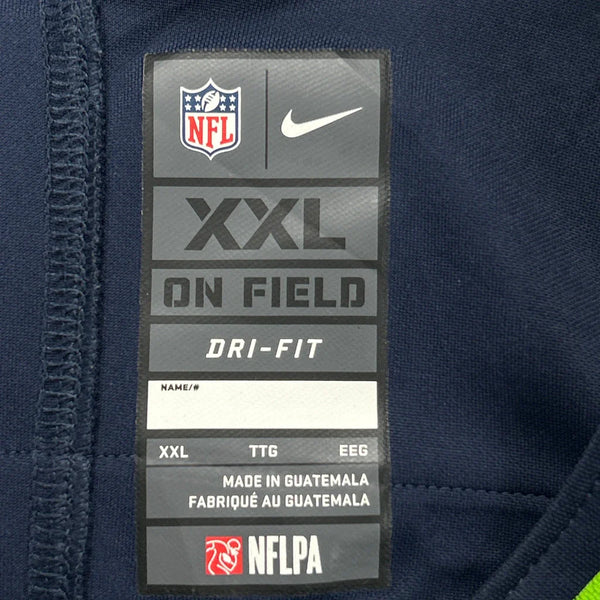 NFL
XXL
ON FIELD
DRI-FIT
NAME/#
XXL TTG EEG
MADE IN GUATEMALA
FABRIQUÉ AU GUATEMALA
NFLPA